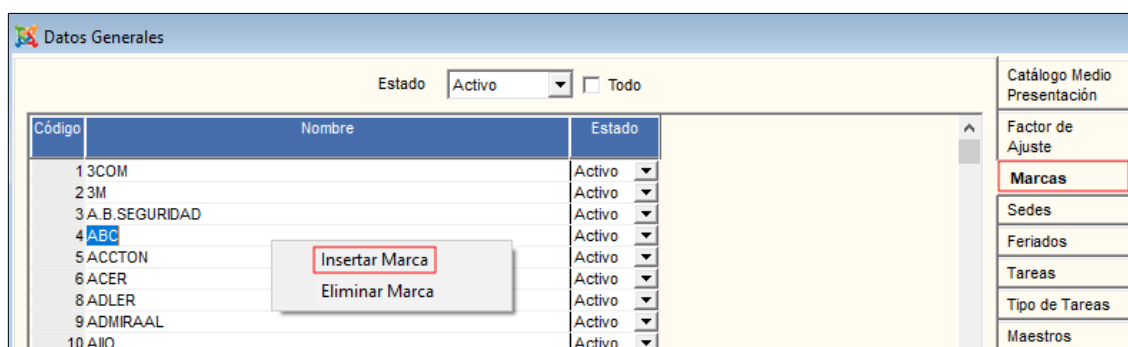 Datos Generales
Estado Activo Todo
Código Nombre Estado
1 3COM Activo
2 3M Activo
3 A.B.SEGURIDAD Activo
4 ABC Activo
5 ACCTON Activo
6 ACER Activo
8 ADLER Activo
9 ADMIRAAL Activo
10 Activo
Insertar Marca
Eliminar Marca
Catálogo Medio
Presentación
Factor de
Ajuste
Marcas
Sedes
Feriados
Tareas
Tipo de Tareas
Maestros